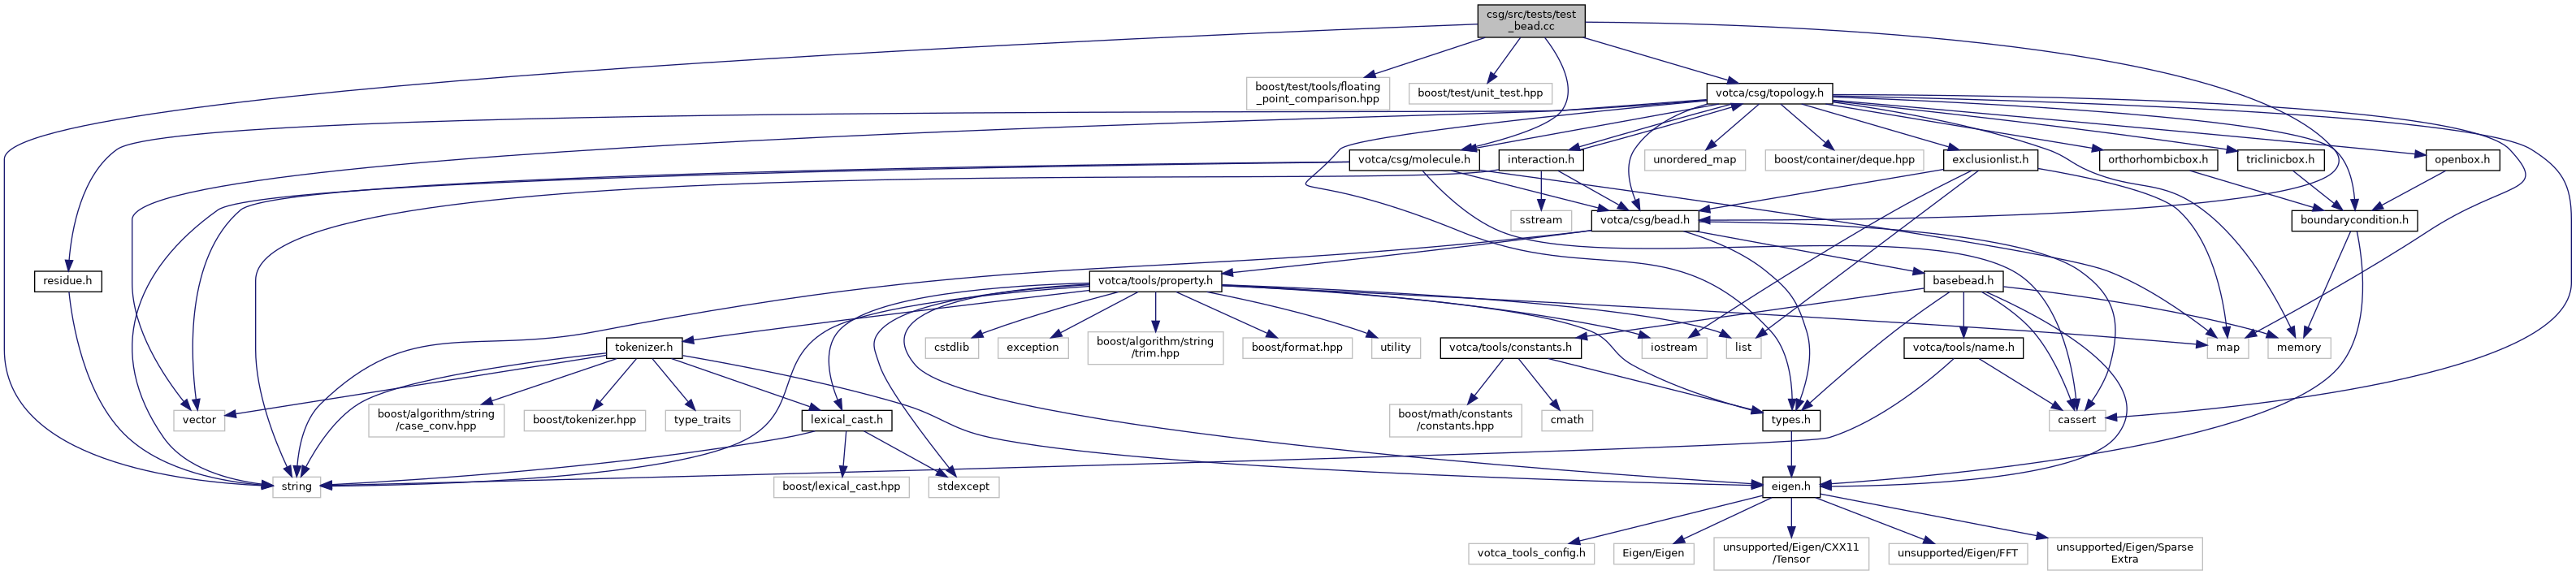 csg/src/tests/test
_bead.cc
boost/test/tools/floating
_point_comparison.hpp
boost/test/unit_test.hpp
votca/csg/topology.h
votca/csg/molecule.h
interaction.h
unordered_map
boost/container/deque.hpp
exclusionlist.h
orthorhombicbox.h
triclinicbox.h
openbox.h
sstream
votca/csg/bead.h
boundarycondition.h
residue.h
votca/tools/property.h
basebead.h
tokenizer.h
cstdlib
exception
boost/algorithm/string
/trim.hpp
boost/format.hpp
utility
votca/tools/constants.h
iostream
list
votca/tools/name.h
map
memory
vector
boost/algorithm/string
/case_conv.hpp
boost/tokenizer.hpp
type_traits
lexical_cast.h
boost/math/constants
/constants.hpp
cmath
types.h
cassert
string
boost/lexical_cast.hpp
stdexcept
eigen.h
votca_tools_config.h
Eigen/Eigen
unsupported/Eigen/CXX11
/Tensor
unsupported/Eigen/FFT
unsupported/Eigen/Sparse
Extra